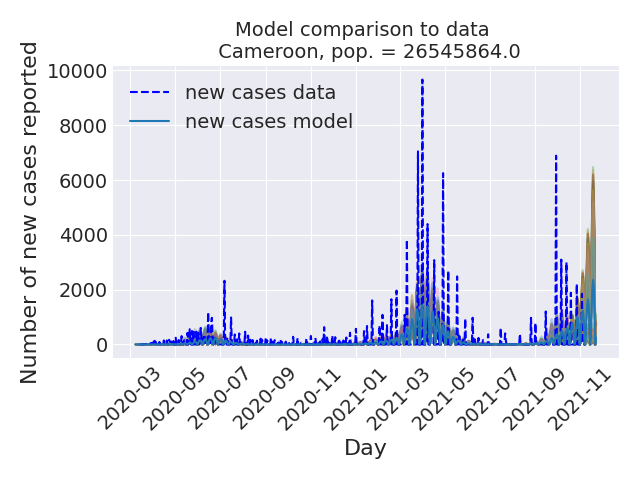 Model comparison to data
Cameroon, pop. = 26545864.0
Number of new cases reported
10000
8000
6000
4000
2000
0
new cases data
new cases model
2020-03
2020-05
2020-07
2020-09
2020-11
2021-01
2021-03
2021-05
2021-07
2021-09
2021-11
Day